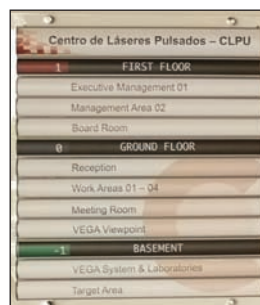 Centro de Láseres Pulsados – CLPU
1 FIRST FLOOR
Executive Management 01
Management Area 02
Board Room
0 GROUND FLOOR
Reception
Work Areas 01 – 04
Meeting Room
VEGA Viewpoint
-1 BASEMENT
VEGA System & Laboratories
Target Area